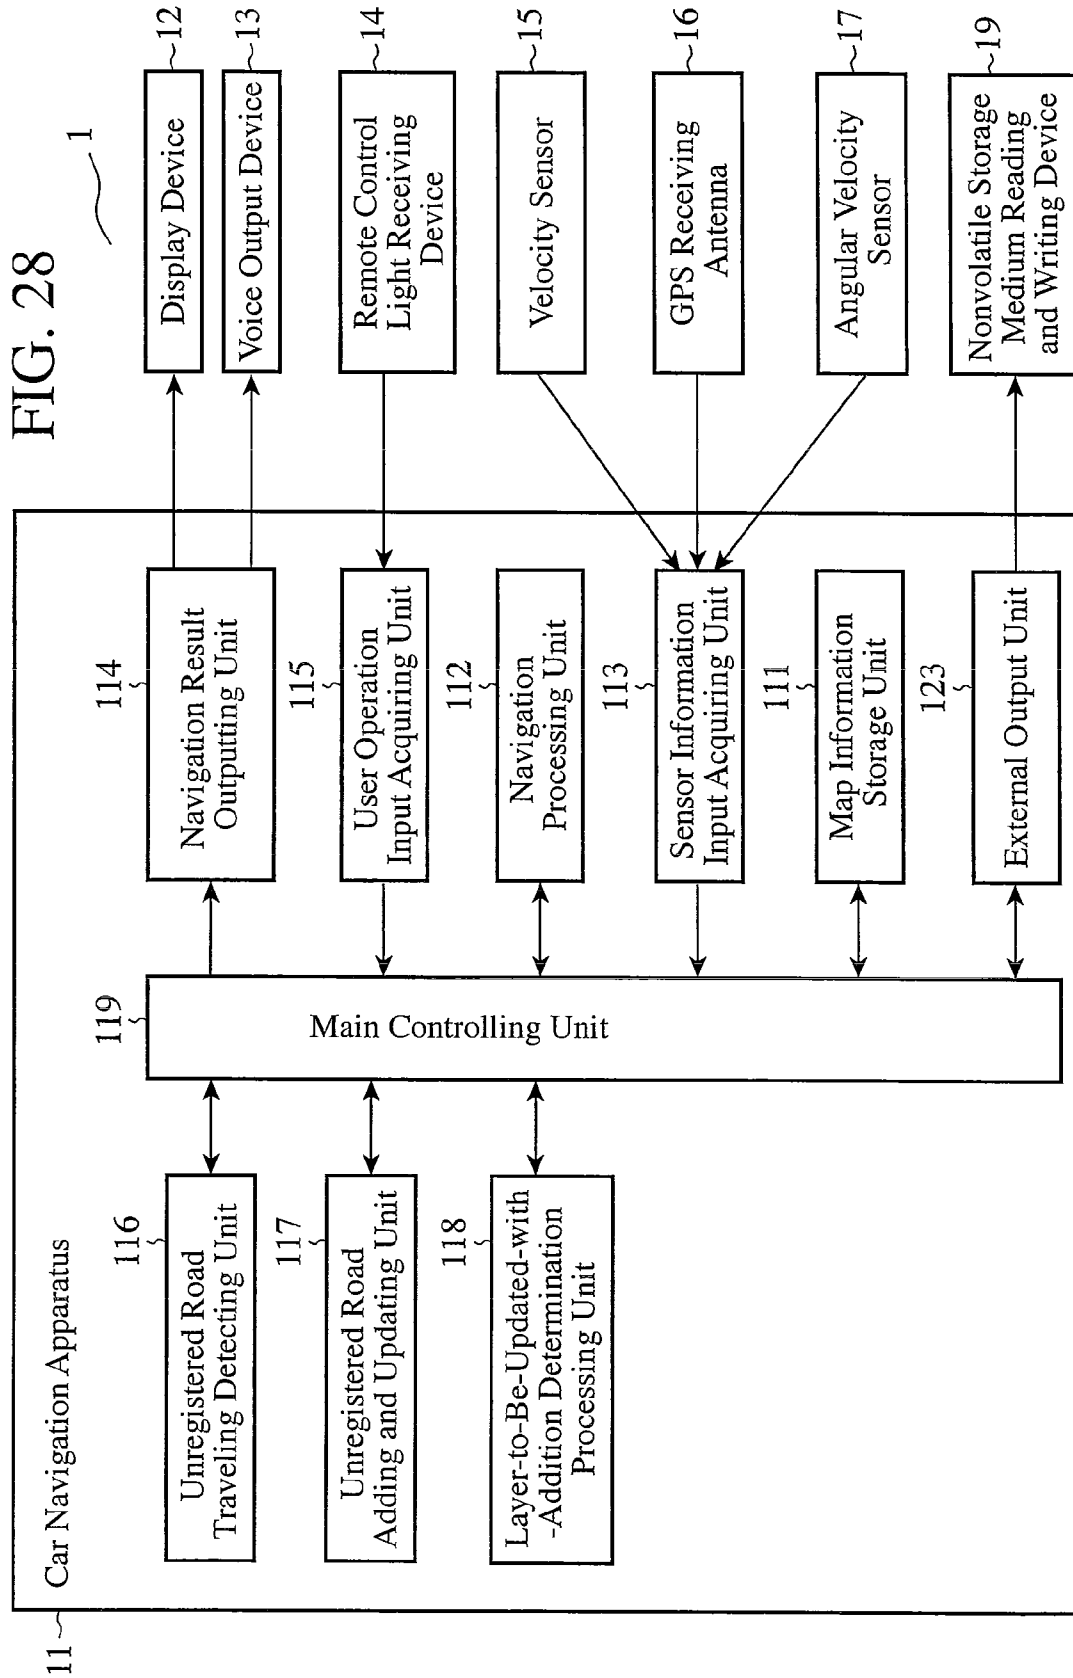 FIG. 28
1
11
Car Navigation Apparatus
116
Unregistered Road
Traveling Detecting Unit
117
Unregistered Road
Adding and Updating Unit
118
Layer-to-Be-Updated-with
-Addition Determination
Processing Unit
119
Main Controlling Unit
114
Navigation Result
Outputting Unit
115
User Operation
Input Acquiring Unit
112
Navigation
Processing Unit
113
Sensor Information
Input Acquiring Unit
111
Map Information
Storage Unit
123
External Output Unit
Display Device
12
Voice Output Device
13
Remote Control
Light Receiving
Device
14
Velocity Sensor
15
GPS Receiving
Antenna
16
Angular Velocity
Sensor
17
Nonvolatile Storage
Medium Reading
and Writing Device
19